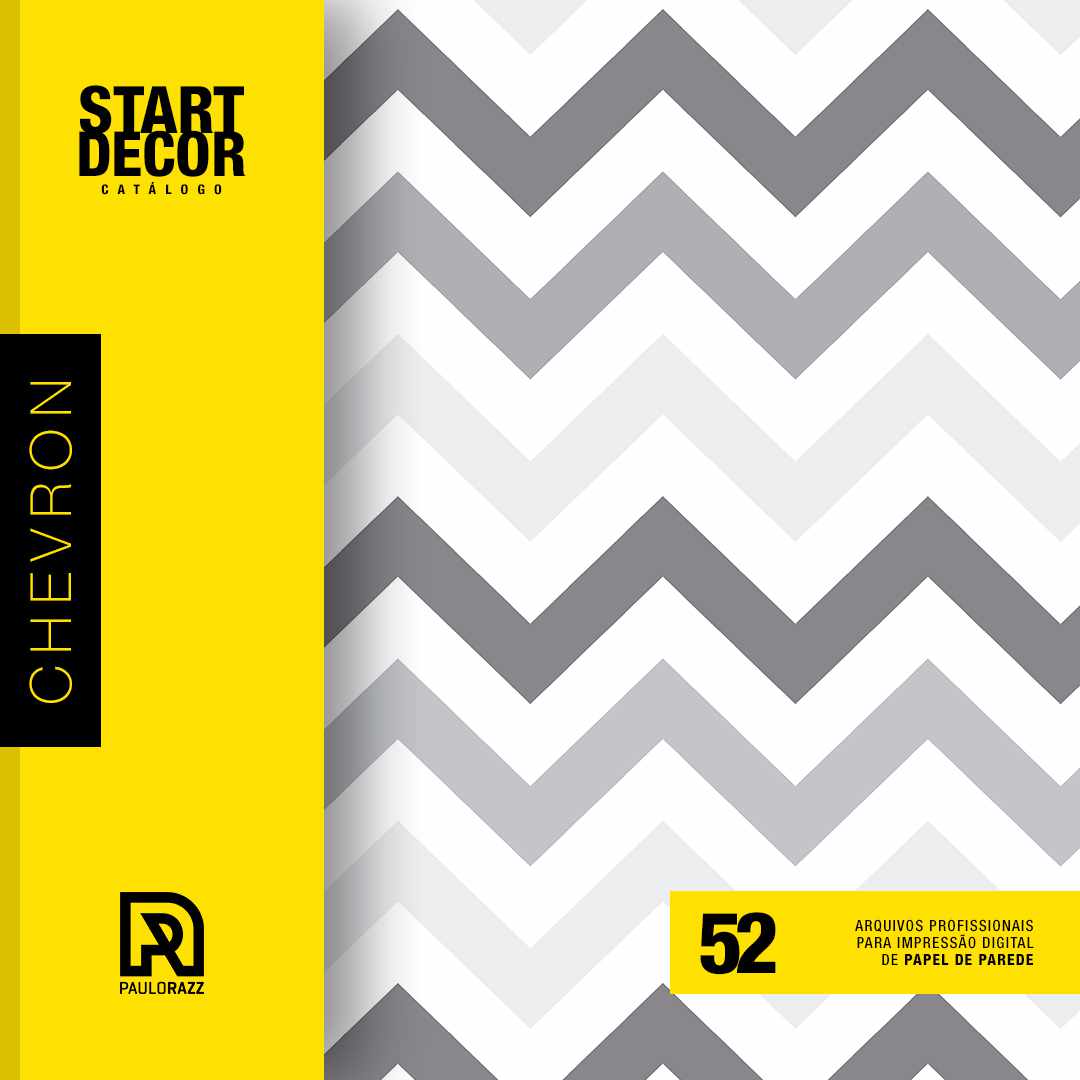 START
DECOR
CATÁLOGO
CHEVRON
PAULORAZZ
52
ARQUIVOS PROFISSIONAIS
PARA IMPRESSÃO DIGITAL
DE PAPEL DE PAREDE